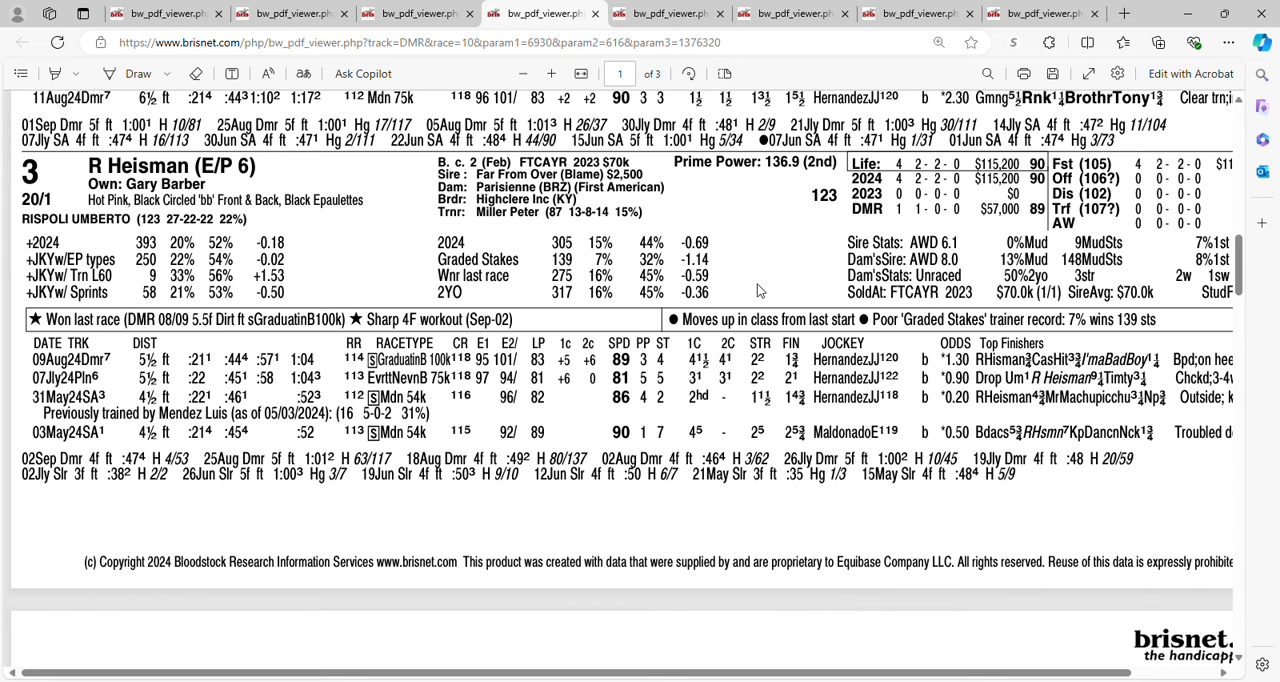 bw_pdf_viewer.ph bw_pdf_viewer.ph bw_pdf_viewer.ph bw_pdf_viewer.ph bw_pdf_viewer.ph bw_pdf_viewer.ph bw_pdf_viewer.ph bw_pdf_viewer.ph
https://www.brisnet.com/php/bw_pdf_viewer.php?track=DMR&race=10&param1=6930&param2=616&param3=1376320
Draw aあ Ask Copilot 1 of 3 Edit with Acrobat
11Aug24Dmr⁷ 6½ ft :21⁴ :44³ 1:10² 1:17² 112 Mdn 75k 118 96 101/ 83 +2 +2 90 3 3 1½ 1½ 13½ 15½ HernandezJJ120 b *2.30 Gmng5½Rnk1¼BrothrTony1¾ Clear trn;i
01Sep Dmr 5f ft 1:00¹ H 10/81 25Aug Dmr 5f ft 1:00¹ Hg 17/117 05Aug Dmr 5f ft 1:01³ H 26/37 30Jly Dmr 4f ft :48¹ H 2/9 21Jly Dmr 5f ft 1:00³ Hg 30/111 14Jly SA 4f ft :47² Hg 11/104
07Jly SA 4f ft :47⁴ H 16/113 30Jun SA 4f ft :47¹ Hg 2/111 22Jun SA 4f ft :48⁴ H 44/90 15Jun SA 5f ft 1:00¹ Hg 5/34 ●07Jun SA 4f ft :47¹ Hg 1/31 01Jun SA 4f ft :47⁴ Hg 3/73
3 R Heisman (E/P 6) B. c. 2 (Feb) FTCAYR 2023 $70k Prime Power: 136.9 (2nd) Life: 4 2 - 2 - 0 $115,200 90 Fst (105) 4 2 - 2 - 0 $11
Own: Gary Barber Sire : Far From Over (Blame) $2,500 2024 4 2 - 2 - 0 $115,200 90 Off (106?) 0 0 - 0 - 0
20/1 Hot Pink, Black Circled 'bb' Front & Back, Black Epaulettes Dam: Parisienne (BRZ) (First American) 123 2023 0 0 - 0 - 0 $0 Dis (102) 0 0 - 0 - 0
Brdr: Highclere Inc (KY) DMR 1 1 - 0 - 0 $57,000 89 Trf (107?) 0 0 - 0 - 0
RISPOLI UMBERTO (123 27-22-22 22%) Trnr: Miller Peter (87 13-8-14 15%) AW 0 0 - 0 - 0
+2024 393 20% 52% -0.18 2024 305 15% 44% -0.69 Sire Stats: AWD 6.1 0%Mud 9MudSts 7%1st
+JKYw/EP types 250 22% 54% -0.02 Graded Stakes 139 7% 32% -1.14 Dam'sSire: AWD 8.0 13%Mud 148MudSts 8%1st
+JKYw/ Trn L60 9 33% 56% +1.53 Wnr last race 275 16% 45% -0.59 Dam'sStats: Unraced 50%2yo 3str 2w 1sw
+JKYw/ Sprints 58 21% 53% -0.50 2YO 317 16% 45% -0.36 SoldAt: FTCAYR 2023 $70.0k (1/1) SireAvg: $70.0k StudF
★ Won last race (DMR 08/09 5.5f Dirt ft sGraduatinB100k) ★ Sharp 4F workout (Sep-02) ● Moves up in class from last start ● Poor 'Graded Stakes' trainer record: 7% wins 139 sts
DATE TRK DIST RR RACETYPE CR E1 E2/ LP 1c 2c SPD PP ST 1C 2C STR FIN JOCKEY ODDS Top Finishers
09Aug24Dmr⁷ 5½ ft :21¹ :44⁴ :57¹ 1:04 114 S GraduatinB 100k 118 95 101/ 83 +5 +6 89 3 4 41½ 4¹ 2² 1¾ HernandezJJ120 b *1.30 RHisman¾CasHit3¾I'maBadBoy1¼ Bpd;on hee
07Jly24Pln⁶ 5½ ft :22 :45¹ :58 1:04³ 113 EvrttNevnB 75k 118 97 94/ 81 +6 0 81 5 5 3¹ 3¹ 2² 2¹ HernandezJJ122 b *0.90 Drop Um¹R Heisman9¼Timty3¼ Chckd;3-4w
31May24SA³ 4½ ft :22¹ :46¹ :52³ 112 S Mdn 54k 116 96/ 82 86 4 2 2hd - 11½ 14¾ HernandezJJ118 b *0.20 RHeisman4¾MrMachupicchu3¼Np¾ Outside; k
Previously trained by Mendez Luis (as of 05/03/2024): (16 5-0-2 31%)
03May24SA¹ 4½ ft :21⁴ :45⁴ :52 113 S Mdn 54k 115 92/ 89 90 1 7 4⁵ - 2⁵ 25¾ MaldonadoE119 b *0.50 Bdacs5¾RHsmn⁷KpDancnNck1¾ Troubled d
02Sep Dmr 4f ft :47⁴ H 4/53 25Aug Dmr 5f ft 1:01² H 63/117 18Aug Dmr 4f ft :49² H 80/137 02Aug Dmr 4f ft :46⁴ H 3/62 26Jly Dmr 5f ft 1:00² H 10/45 19Jly Dmr 4f ft :48 H 20/59
02Jly Slr 3f ft :38² H 2/2 26Jun Slr 5f ft 1:00³ Hg 3/7 19Jun Slr 4f ft :50³ H 9/10 12Jun Slr 4f ft :50 H 6/7 21May Slr 3f ft :35 Hg 1/3 15May Slr 4f ft :48⁴ H 5/9
(c) Copyright 2024 Bloodstock Research Information Services www.brisnet.com This product was created with data that were supplied by and are proprietary to Equibase Company LLC. All rights reserved. Reuse of this data is expressly prohibite
brisnet.
the handicapp